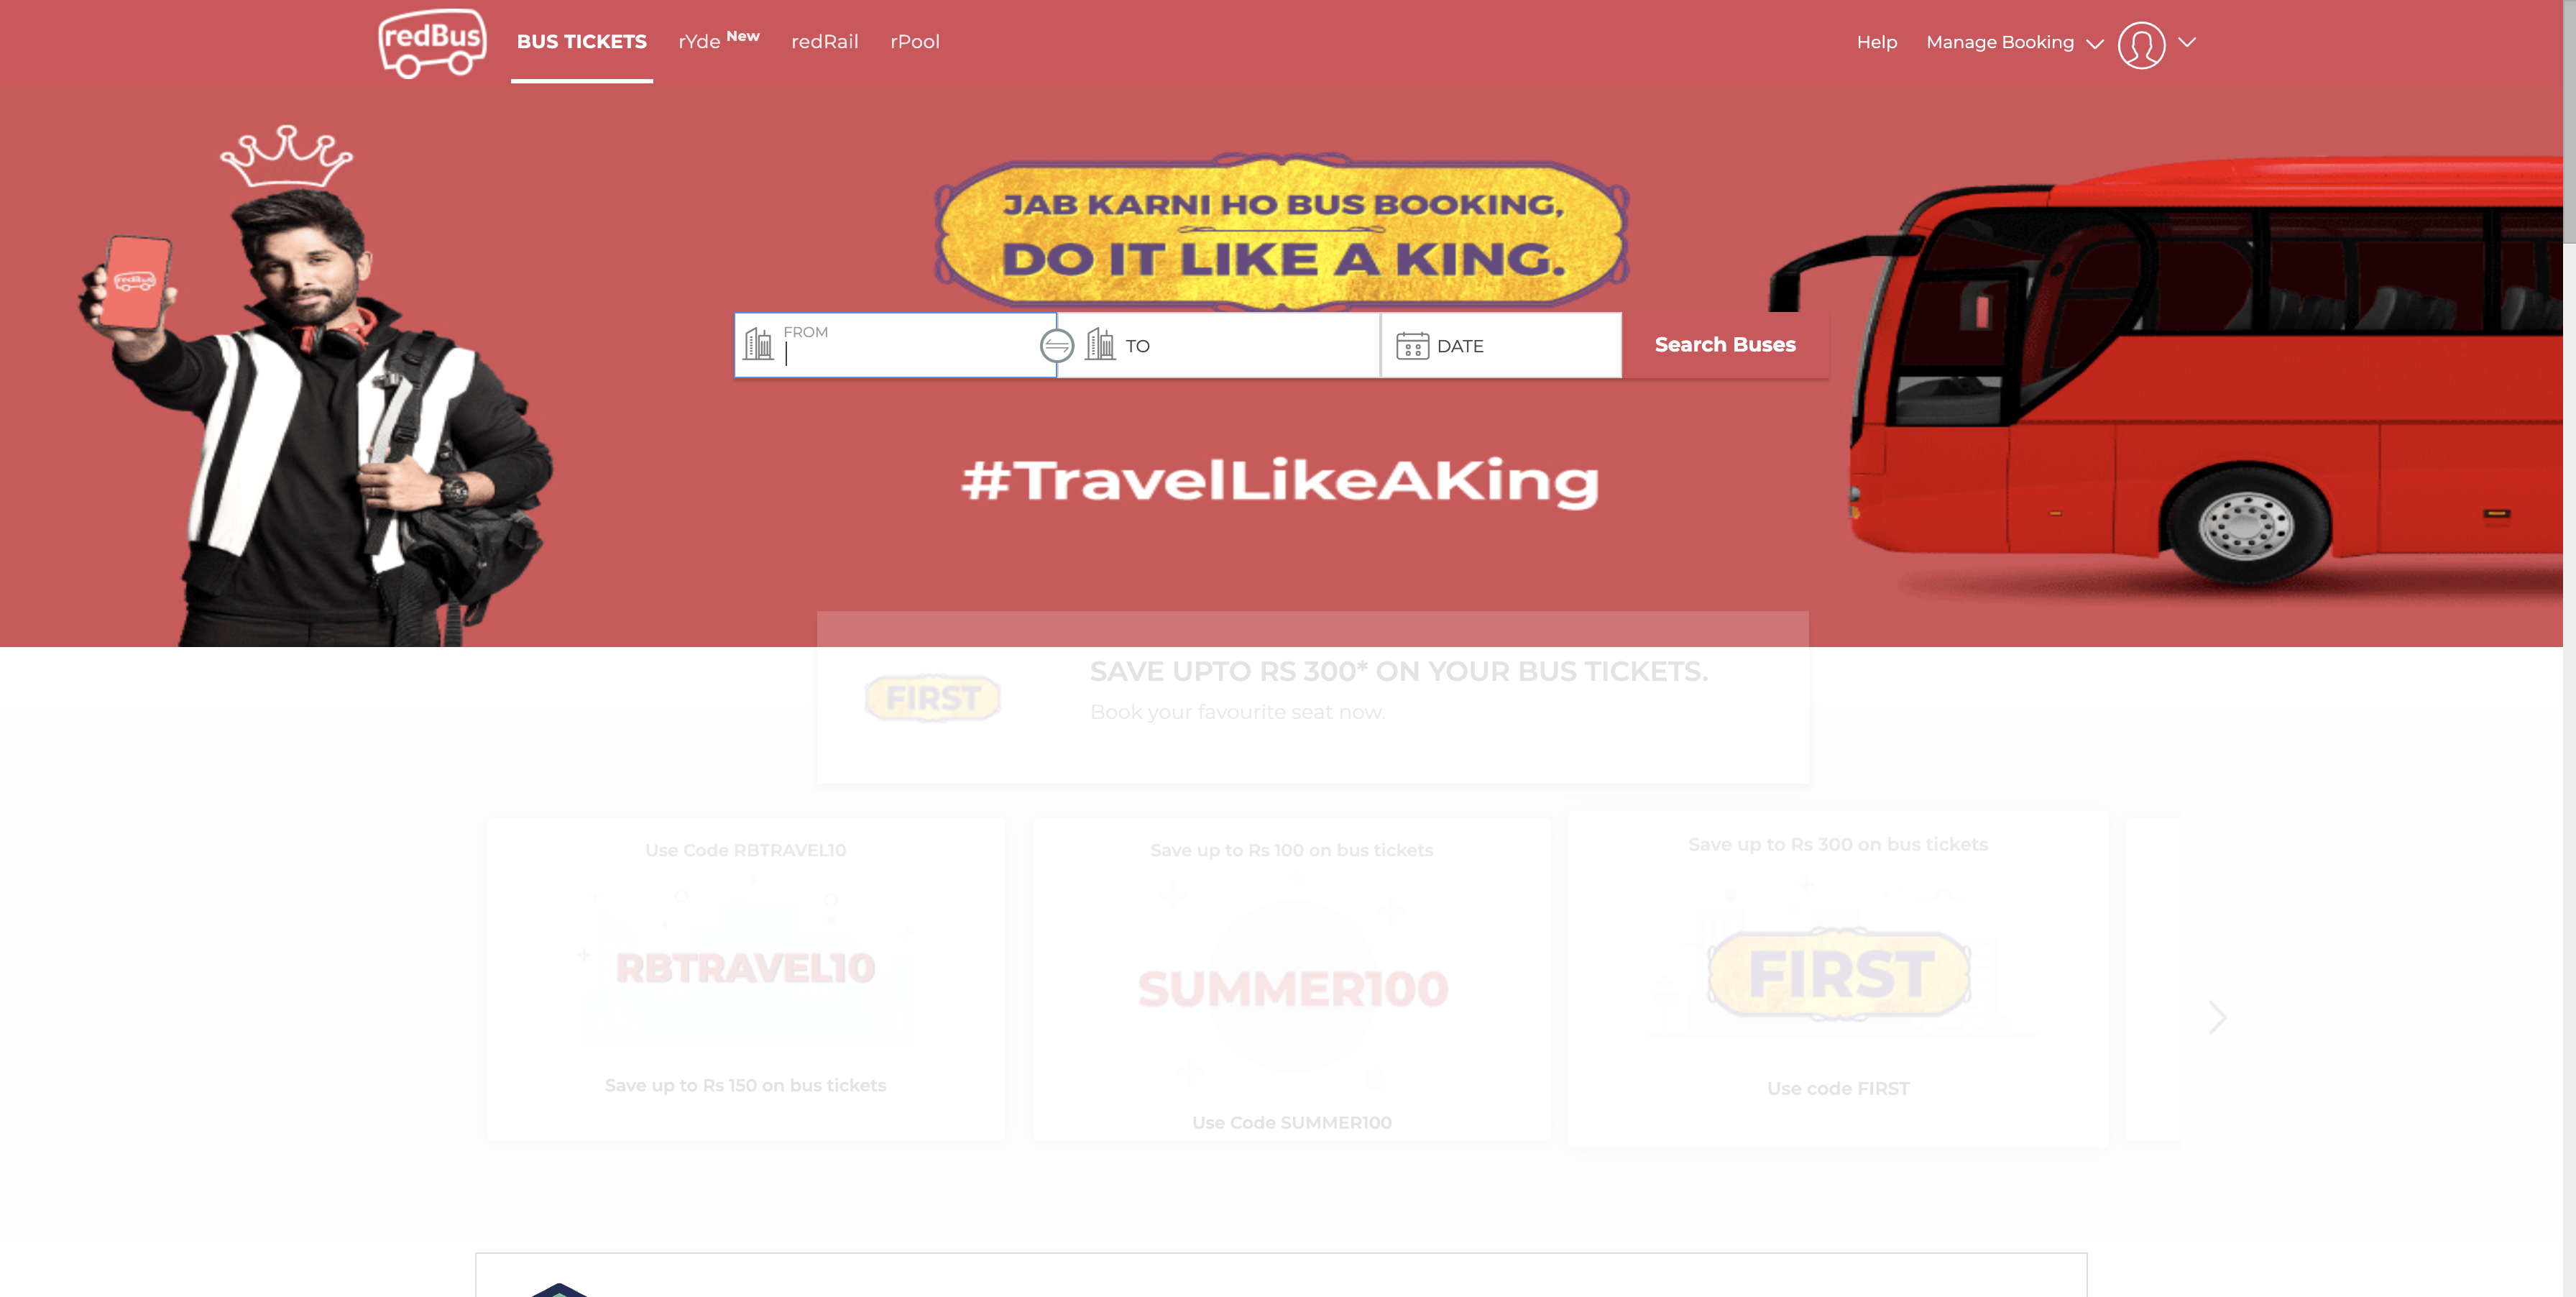 redBus
BUS TICKETS
rYde New
redRail
rPool
Help
Manage Booking
JAB KARNI HO BUS BOOKING,
DO IT LIKE A KING.
redBus
FROM
TO
DATE
Search Buses
#TravelLikeAKing
FIRST
SAVE UPTO RS 300* ON YOUR BUS TICKETS.
Book your favourite seat now.
Use Code RBTRAVEL10
RBTRAVEL10
Save up to Rs 150 on bus tickets
Save up to Rs 100 on bus tickets
SUMMER100
Use Code SUMMER100
Save up to Rs 300 on bus tickets
FIRST
Use code FIRST